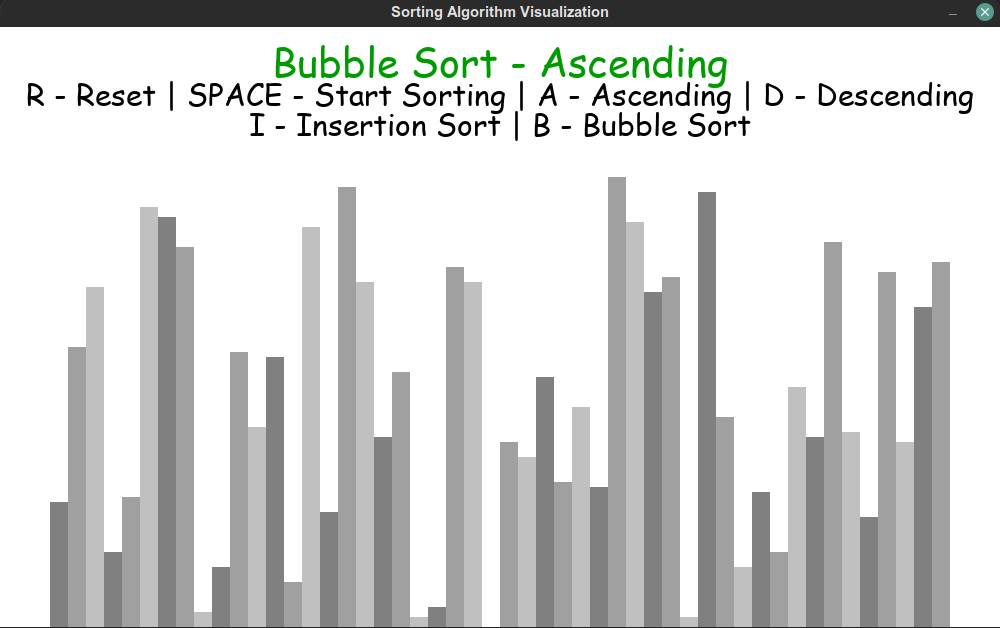 Sorting Algorithm Visualization
Bubble Sort - Ascending
R - Reset | SPACE - Start Sorting | A - Ascending | D - Descending
I - Insertion Sort | B - Bubble Sort